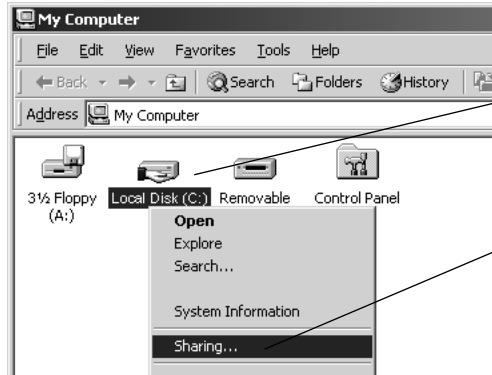 My Computer
File Edit View Favorites Tools Help
Back Search Folders History
Address My Computer
3½ Floppy (A:) Local Disk (C:) Removable Control Panel
Open
Explore
Search...
System Information
Sharing...